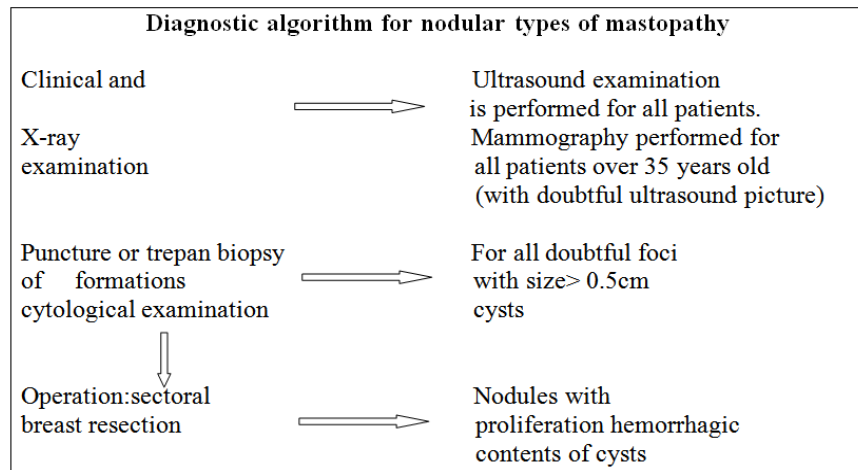 Diagnostic algorithm for nodular types of mastopathy
Clinical and
X-ray
examination
Ultrasound examination
is performed for all patients.
Mammography performed for
all patients over 35 years old
(with doubtful ultrasound picture)
Puncture or trepan biopsy
of formations
cytological examination
For all doubtful foci
with size> 0.5cm
cysts
Operation:sectoral
breast resection
Nodules with
proliferation hemorrhagic
contents of cysts